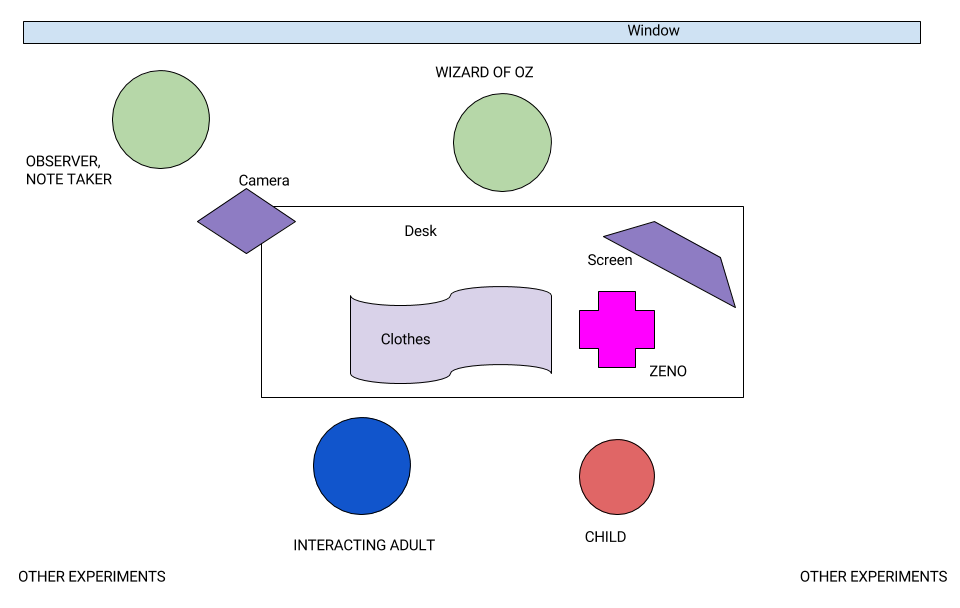 Window
WIZARD OF OZ
OBSERVER,
NOTE TAKER
Camera
Desk
Screen
Clothes
ZENO
INTERACTING ADULT
CHILD
OTHER EXPERIMENTS
OTHER EXPERIMENTS